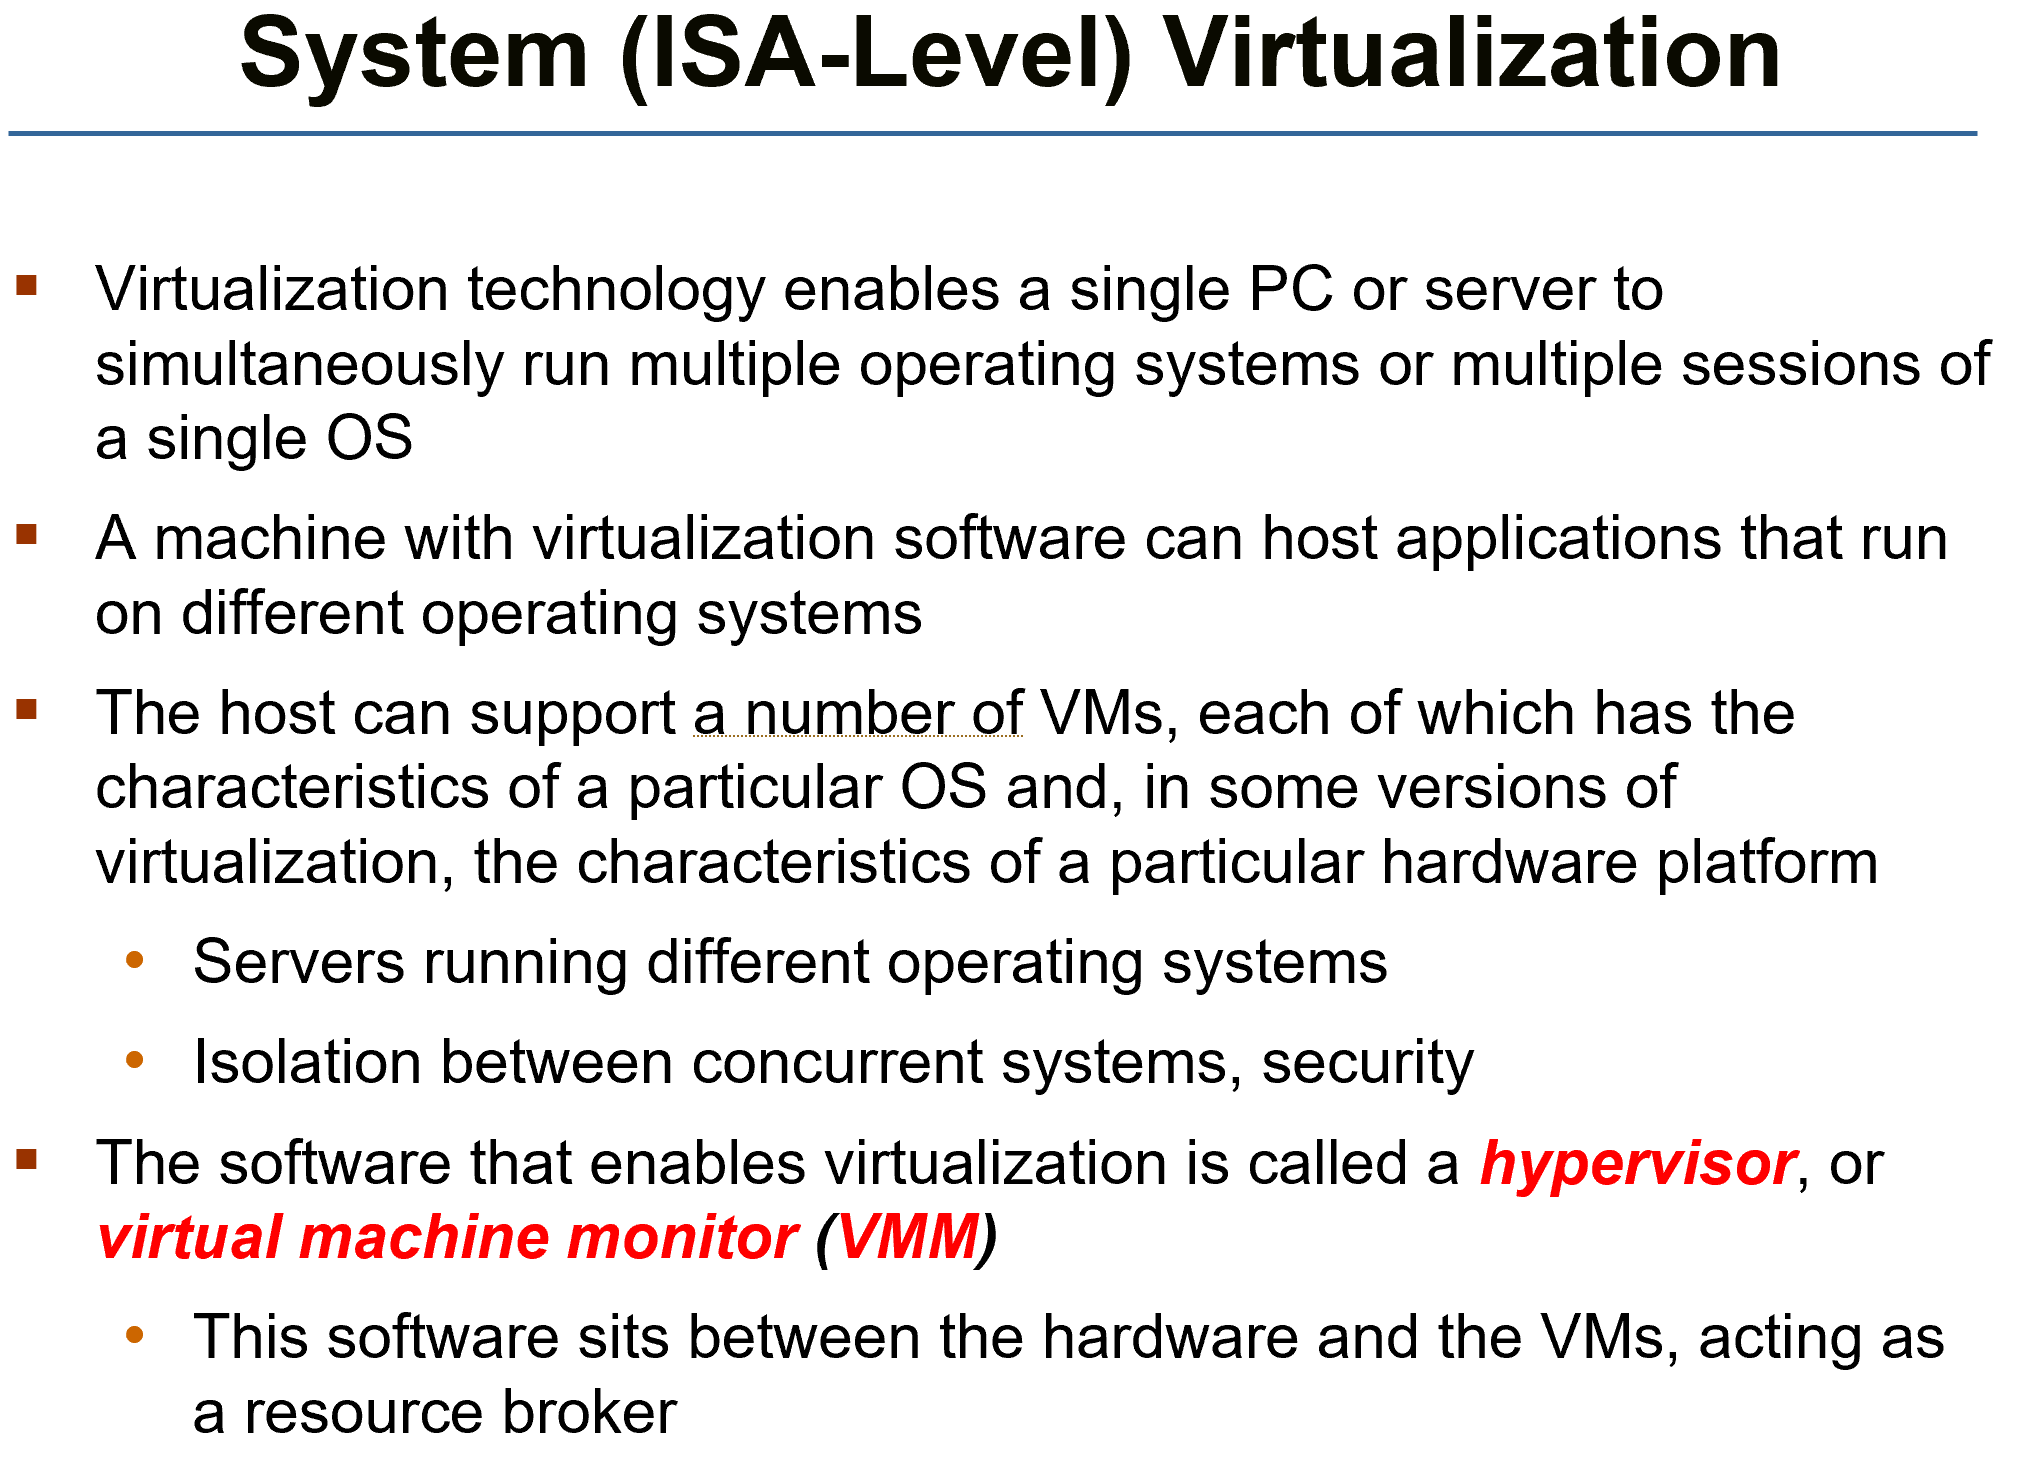 System (ISA-Level) Virtualization
Virtualization technology enables a single PC or server to
simultaneously run multiple operating systems or multiple sessions of
a single OS
A machine with virtualization software can host applications that run
on different operating systems
The host can support a number of VMs, each of which has the
characteristics of a particular OS and, in some versions of
virtualization, the characteristics of a particular hardware platform
Servers running different operating systems
Isolation between concurrent systems, security
The software that enables virtualization is called a hypervisor, or
virtual machine monitor (VMM)
This software sits between the hardware and the VMs, acting as
a resource broker